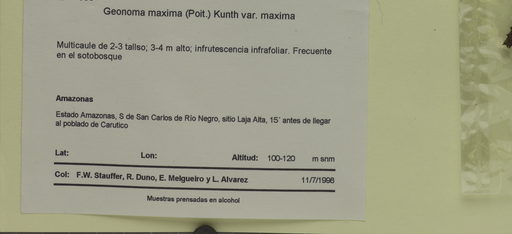 Geonoma maxima (Poit.) Kunth var. maxima
Multicaule de 2-3 tallso; 3-4 m alto; infrutescencia infrafoliar. Frecuente
en el sotobosque
Amazonas
Estado Amazonas, S de San Carlos de Río Negro, sitio Laja Alta, 15´ antes de llegar
al poblado de Carutico
Lat: Lon: Altitud: 100-120 m snm
Col: F.W. Stauffer, R. Duno, E. Melgueiro y L. Alvarez 11/7/1998
Muestras prensadas en alcohol